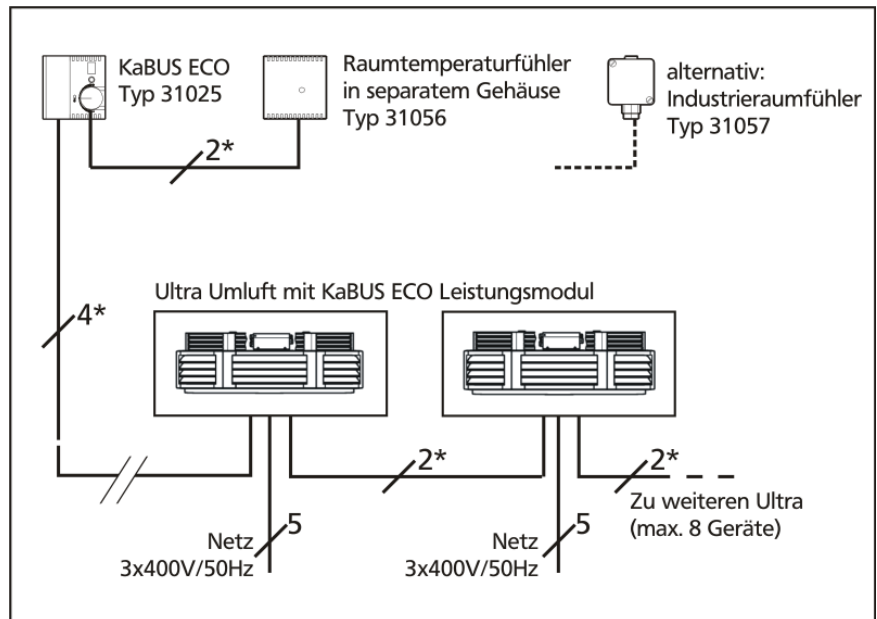 KaBUS ECO
Typ 31025
Raumtemperaturfühler
in separatem Gehäuse
Typ 31056
alternativ:
Industrieraumfühler
Typ 31057
2*
4*
Ultra Umluft mit KaBUS ECO Leistungsmodul
2*
2*
Zu weiteren Ultra
(max. 8 Geräte)
5
Netz
3x400V/50Hz
5
Netz
3x400V/50Hz